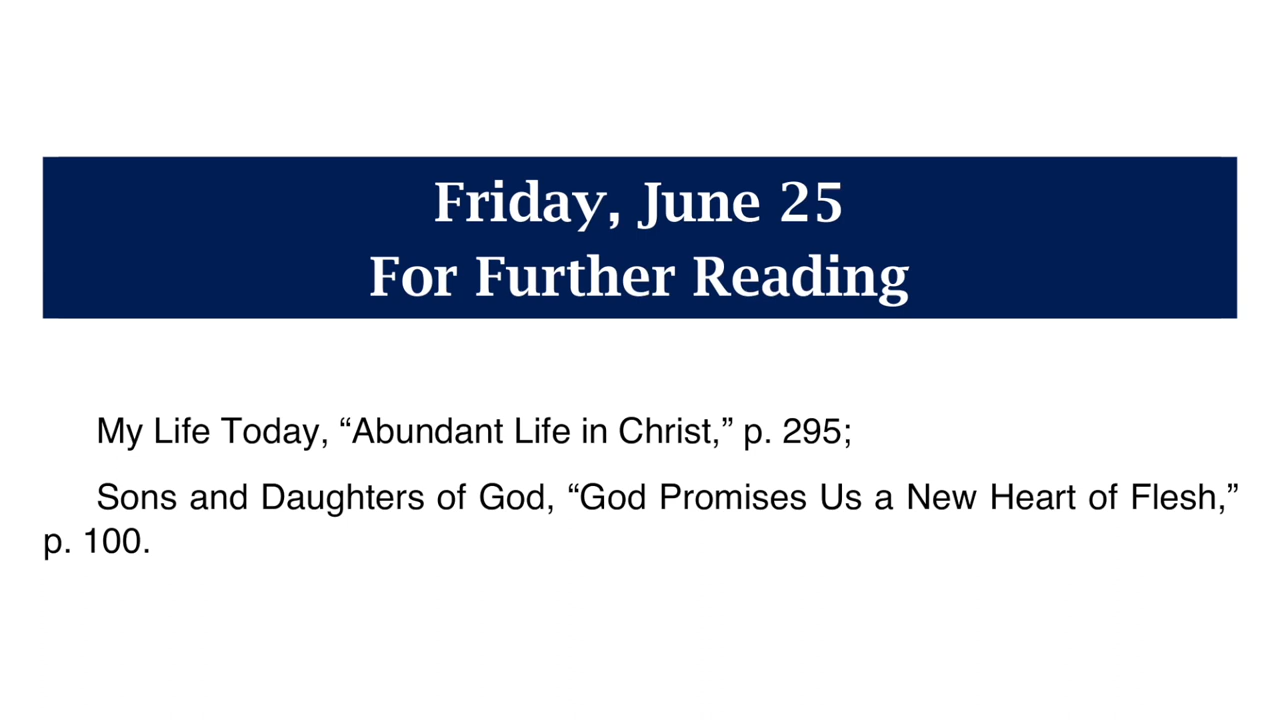 Friday, June 25
For Further Reading
My Life Today, “Abundant Life in Christ,” p. 295;
Sons and Daughters of God, “God Promises Us a New Heart of Flesh,”
p. 100.